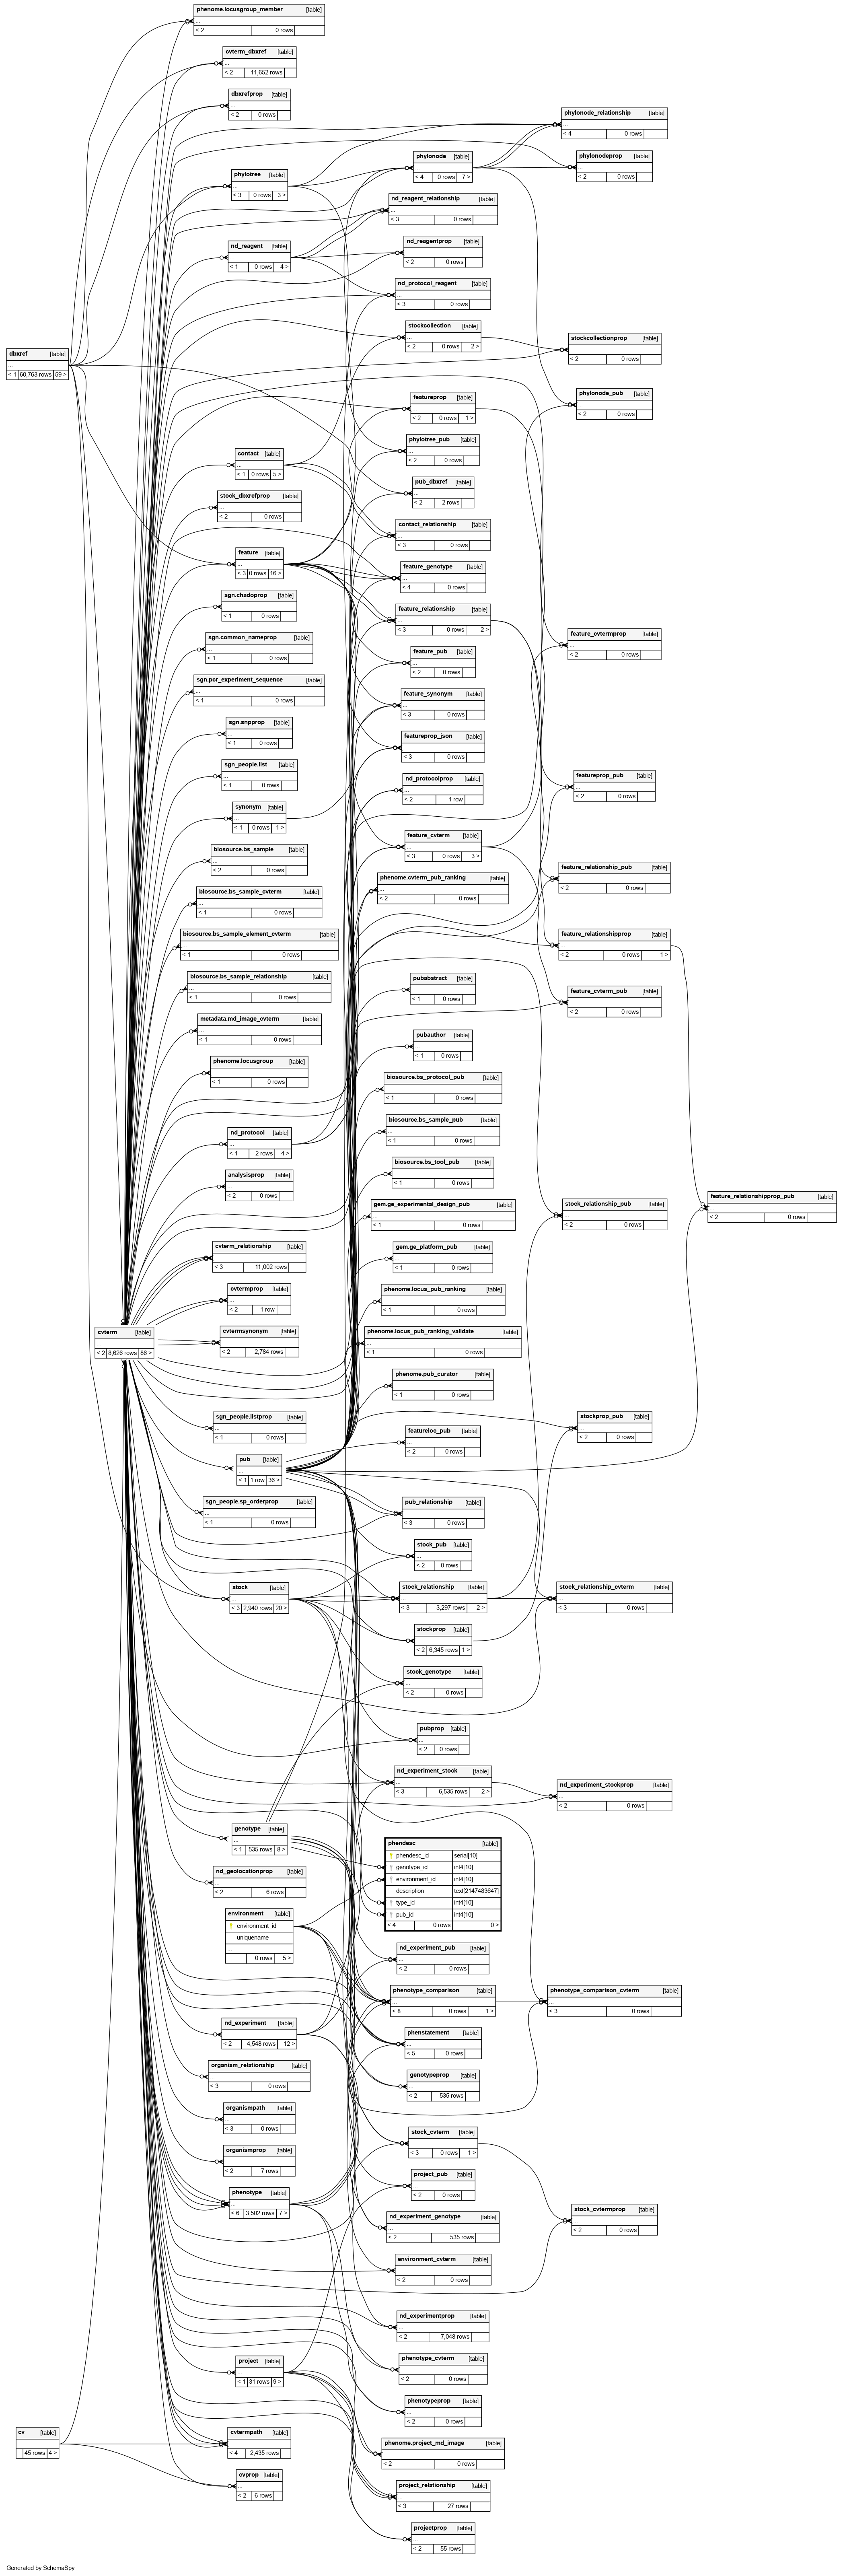 phenome.locusgroup_member [table]
...
< 2 0 rows
cvterm_dbxref [table]
...
< 2 11,652 rows
dbxrefprop [table]
...
< 2 0 rows
phylonode_relationship [table]
...
< 4 0 rows
phylonode [table]
...
< 4 0 rows 7 >
phylonodeprop [table]
...
< 2 0 rows
phylotree [table]
...
< 3 0 rows 3 >
nd_reagent_relationship [table]
...
< 3 0 rows
nd_reagent [table]
...
< 1 0 rows 4 >
nd_reagentprop [table]
...
< 2 0 rows
nd_protocol_reagent [table]
...
< 3 0 rows
stockcollection [table]
...
< 2 0 rows 2 >
stockcollectionprop [table]
...
< 2 0 rows
dbxref [table]
...
< 1 60,763 rows 59 >
phylonode_pub [table]
...
< 2 0 rows
featureprop [table]
...
< 2 0 rows 1 >
phylotree_pub [table]
...
< 2 0 rows
contact [table]
...
< 1 0 rows 5 >
pub_dbxref [table]
...
< 2 2 rows
stock_dbxrefprop [table]
...
< 2 0 rows
contact_relationship [table]
...
< 3 0 rows
feature [table]
...
< 3 0 rows 16 >
feature_genotype [table]
...
< 4 0 rows
sgn.chadoprop [table]
...
< 1 0 rows
feature_relationship [table]
...
< 3 0 rows 2 >
feature_cvtermprop [table]
...
< 2 0 rows
sgn.common_nameprop [table]
...
< 1 0 rows
feature_pub [table]
...
< 2 0 rows
sgn.pcr_experiment_sequence [table]
...
< 1 0 rows
feature_synonym [table]
...
< 3 0 rows
sgn.snpprop [table]
...
< 1 0 rows
featureprop_json [table]
...
< 3 0 rows
sgn_people.list [table]
...
< 1 0 rows
nd_protocolprop [table]
...
< 2 1 row
featureprop_pub [table]
...
< 2 0 rows
synonym [table]
...
< 1 0 rows 1 >
feature_cvterm [table]
...
< 3 0 rows 3 >
biosource.bs_sample [table]
...
< 2 0 rows
feature_relationship_pub [table]
...
< 2 0 rows
phenome.cvterm_pub_ranking [table]
...
< 2 0 rows
biosource.bs_sample_cvterm [table]
...
< 1 0 rows
biosource.bs_sample_element_cvterm [table]
...
< 1 0 rows
feature_relationshipprop [table]
...
< 2 0 rows 1 >
biosource.bs_sample_relationship [table]
...
< 1 0 rows
pubabstract [table]
...
< 1 0 rows
feature_cvterm_pub [table]
...
< 2 0 rows
metadata.md_image_cvterm [table]
...
< 1 0 rows
pubauthor [table]
...
< 1 0 rows
phenome.locusgroup [table]
...
< 1 0 rows
biosource.bs_protocol_pub [table]
...
< 1 0 rows
nd_protocol [table]
...
< 1 2 rows 4 >
biosource.bs_sample_pub [table]
...
< 1 0 rows
analysisprop [table]
...
< 2 0 rows
biosource.bs_tool_pub [table]
...
< 1 0 rows
gem.ge_experimental_design_pub [table]
...
< 1 0 rows
stock_relationship_pub [table]
...
< 2 0 rows
feature_relationshipprop_pub [table]
...
< 2 0 rows
cvterm_relationship [table]
...
< 3 11,002 rows
gem.ge_platform_pub [table]
...
< 1 0 rows
cvtermprop [table]
...
< 2 1 row
phenome.locus_pub_ranking [table]
...
< 1 0 rows
cvterm [table]
...
< 2 8,626 rows 86 >
cvtermsynonym [table]
...
< 2 2,784 rows
phenome.locus_pub_ranking_validate [table]
...
< 1 0 rows
phenome.pub_curator [table]
...
< 1 0 rows
sgn_people.listprop [table]
...
< 1 0 rows
stockprop_pub [table]
...
< 2 0 rows
featureloc_pub [table]
...
< 2 0 rows
pub [table]
...
< 1 1 row 36 >
sgn_people.sp_orderprop [table]
...
< 1 0 rows
pub_relationship [table]
...
< 3 0 rows
stock_pub [table]
...
< 2 0 rows
stock [table]
...
< 3 2,940 rows 20 >
stock_relationship [table]
...
< 3 3,297 rows 2 >
stock_relationship_cvterm [table]
...
< 3 0 rows
stockprop [table]
...
< 2 6,345 rows 1 >
stock_genotype [table]
...
< 2 0 rows
pubprop [table]
...
< 2 0 rows
nd_experiment_stock [table]
...
< 3 6,535 rows 2 >
nd_experiment_stockprop [table]
...
< 2 0 rows
genotype [table]
...
< 1 535 rows 8 >
phendesc [table]
phendesc_id serial[10]
genotype_id int4[10]
environment_id int4[10]
description text[2147483647]
type_id int4[10]
pub_id int4[10]
< 4 0 rows 0 >
nd_geolocationprop [table]
...
< 2 6 rows
environment [table]
environment_id
uniquename
...
0 rows 5 >
nd_experiment_pub [table]
...
< 2 0 rows
phenotype_comparison [table]
...
< 8 0 rows 1 >
phenotype_comparison_cvterm [table]
...
< 3 0 rows
nd_experiment [table]
...
< 2 4,548 rows 12 >
phenstatement [table]
...
< 5 0 rows
organism_relationship [table]
...
< 3 0 rows
genotypeprop [table]
...
< 2 535 rows
organismpath [table]
...
< 3 0 rows
stock_cvterm [table]
...
< 3 0 rows 1 >
organismprop [table]
...
< 2 7 rows
project_pub [table]
...
< 2 0 rows
phenotype [table]
...
< 6 3,502 rows 7 >
stock_cvtermprop [table]
...
< 2 0 rows
nd_experiment_genotype [table]
...
< 2 535 rows
environment_cvterm [table]
...
< 2 0 rows
nd_experimentprop [table]
...
< 2 7,048 rows
project [table]
...
< 1 31 rows 9 >
phenotype_cvterm [table]
...
< 2 0 rows
phenotypeprop [table]
...
< 2 0 rows
cv [table]
...
45 rows 4 >
cvtermpath [table]
...
< 4 2,435 rows
phenome.project_md_image [table]
...
< 2 0 rows
cvprop [table]
...
< 2 6 rows
project_relationship [table]
...
< 3 27 rows
projectprop [table]
...
< 2 55 rows
Generated by SchemaSpy